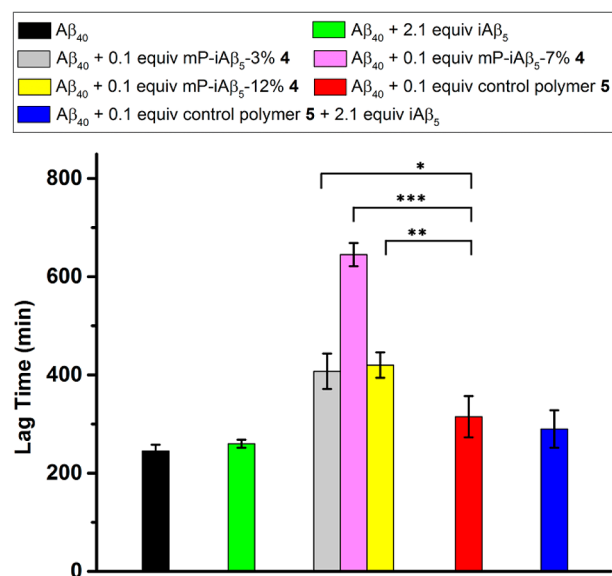 Aβ₄₀ Aβ₄₀ + 2.1 equiv iAβ₅
Aβ₄₀ + 0.1 equiv mP-iAβ₅-3% 4 Aβ₄₀ + 0.1 equiv mP-iAβ₅-7% 4
Aβ₄₀ + 0.1 equiv mP-iAβ₅-12% 4 Aβ₄₀ + 0.1 equiv control polymer 5
Aβ₄₀ + 0.1 equiv control polymer 5 + 2.1 equiv iAβ₅
800
*
***
**
600
400
200
0
Lag Time (min)